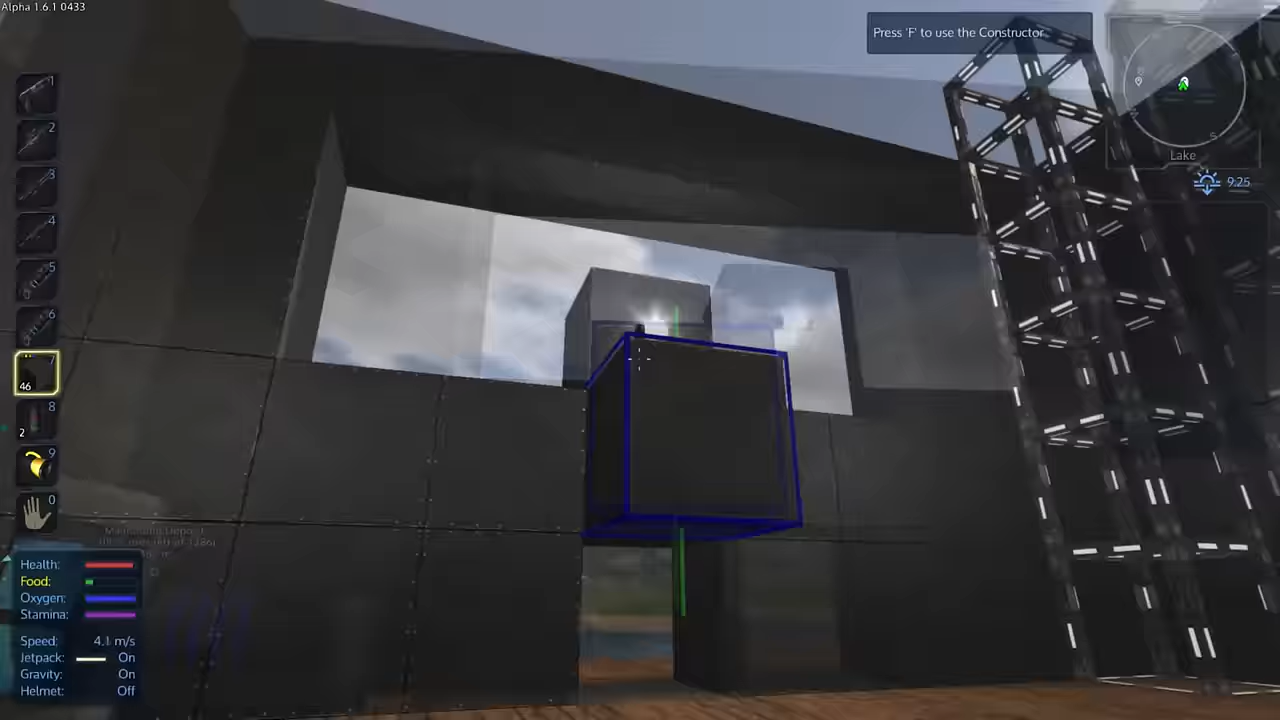 Alpha 1.6.1 0433
Press 'F' to use the Constructor
S
Lake
9:25
1
2
3
4
5
6
7
46
8
2
9
0
Health:
Food:
Oxygen:
Stamina:
Speed: 4.1 m/s
Jetpack: On
Gravity: On
Helmet: Off